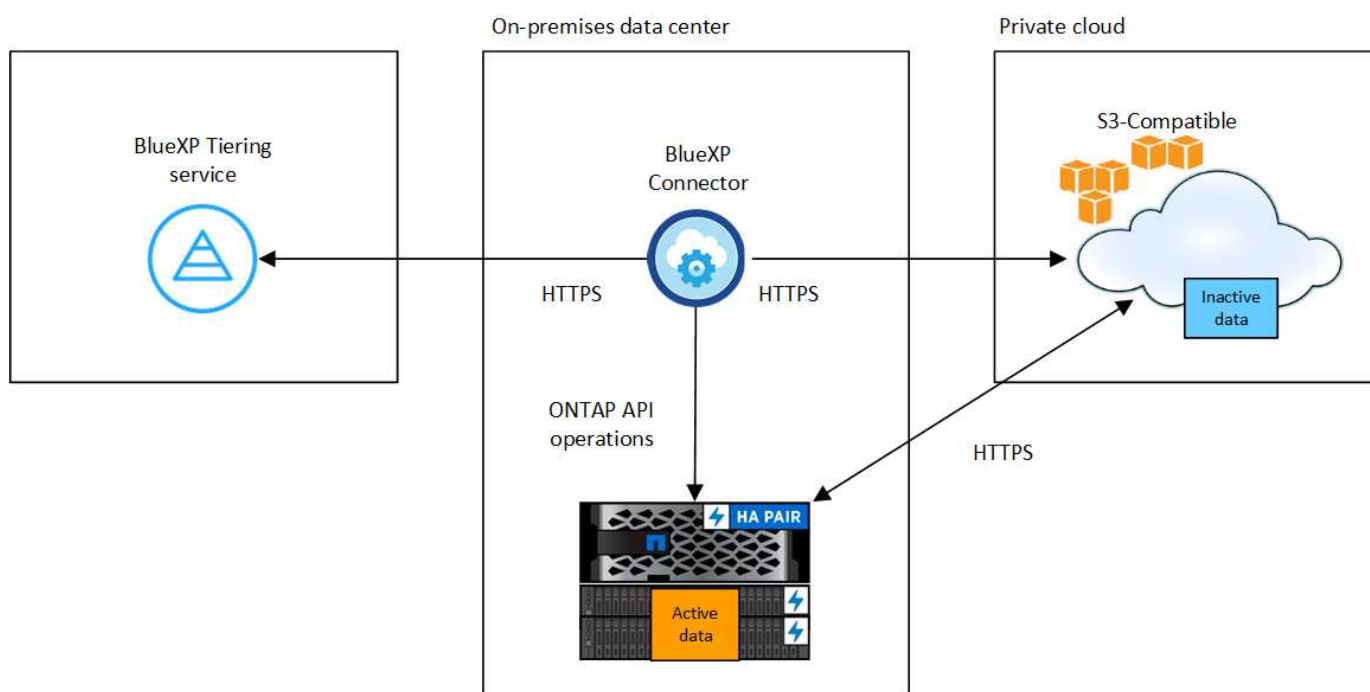 On-premises data center
Private cloud
BlueXP Tiering
service
BlueXP
Connector
S3-Compatible
HTTPS
HTTPS
Inactive
data
ONTAP API
operations
HTTPS
HA PAIR
Active
data